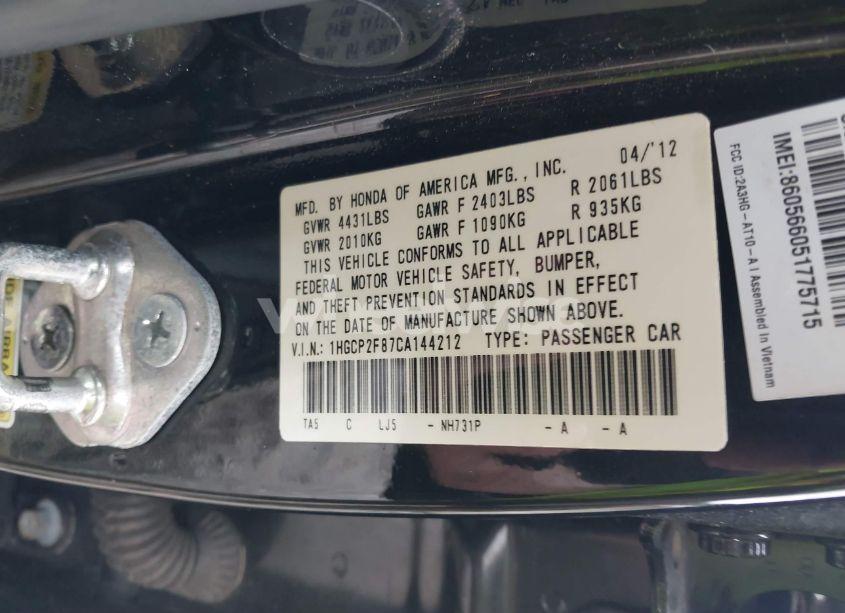 MFD. BY HONDA OF AMERICA MFG., INC. 04/'12
GVWR 4431LBS GAWR F 2403LBS R 2061LBS
GVWR 2010KG GAWR F 1090KG R 935KG
THIS VEHICLE CONFORMS TO ALL APPLICABLE
FEDERAL MOTOR VEHICLE SAFETY, BUMPER,
AND THEFT PREVENTION STANDARDS IN EFFECT
ON THE DATE OF MANUFACTURE SHOWN ABOVE.
V.I.N.: 1HGCP2F87CA144212 TYPE: PASSENGER CAR
TA5 C LJ5 - NH731P - A - A
IMEI:860566051775715
FCC ID:2A3HG-AT10-A | Assembled In Vietnam